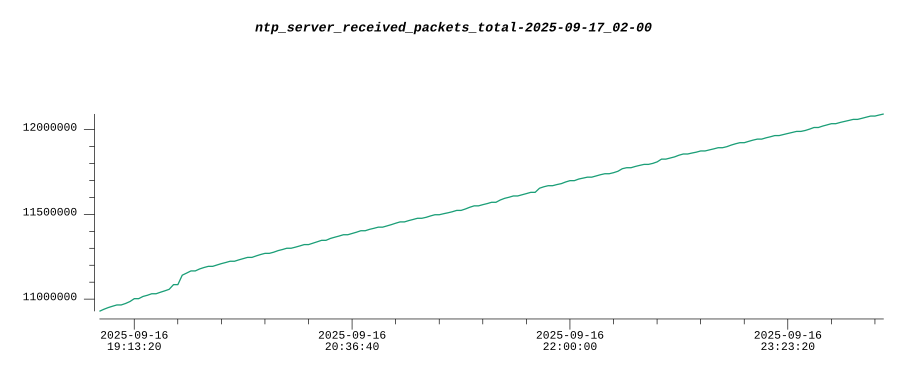 ntp_server_received_packets_total-2025-09-17_02-00
12000000
11500000
11000000
2025-09-16 2025-09-16 2025-09-16 2025-09-16
19:13:20 20:36:40 22:00:00 23:23:20